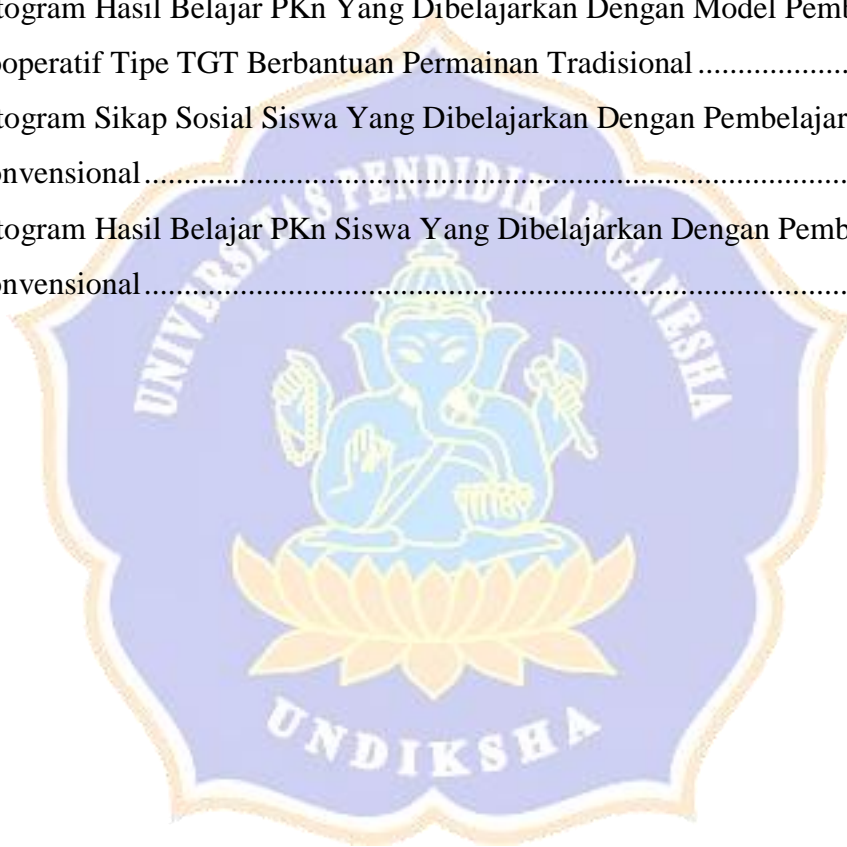 togram Hasil Belajar PKn Yang Dibelajarkan Dengan Model Pemb
operatif Tipe TGT Berbantuan Permainan Tradisional ....................
togram Sikap Sosial Siswa Yang Dibelajarkan Dengan Pembelajar
nvensional ..........................................................................................
togram Hasil Belajar PKn Siswa Yang Dibelajarkan Dengan Pemb
nvensional ..........................................................................................
UNIVERSITAS PENDIDIKAN GANESHA
UNDIKSHA